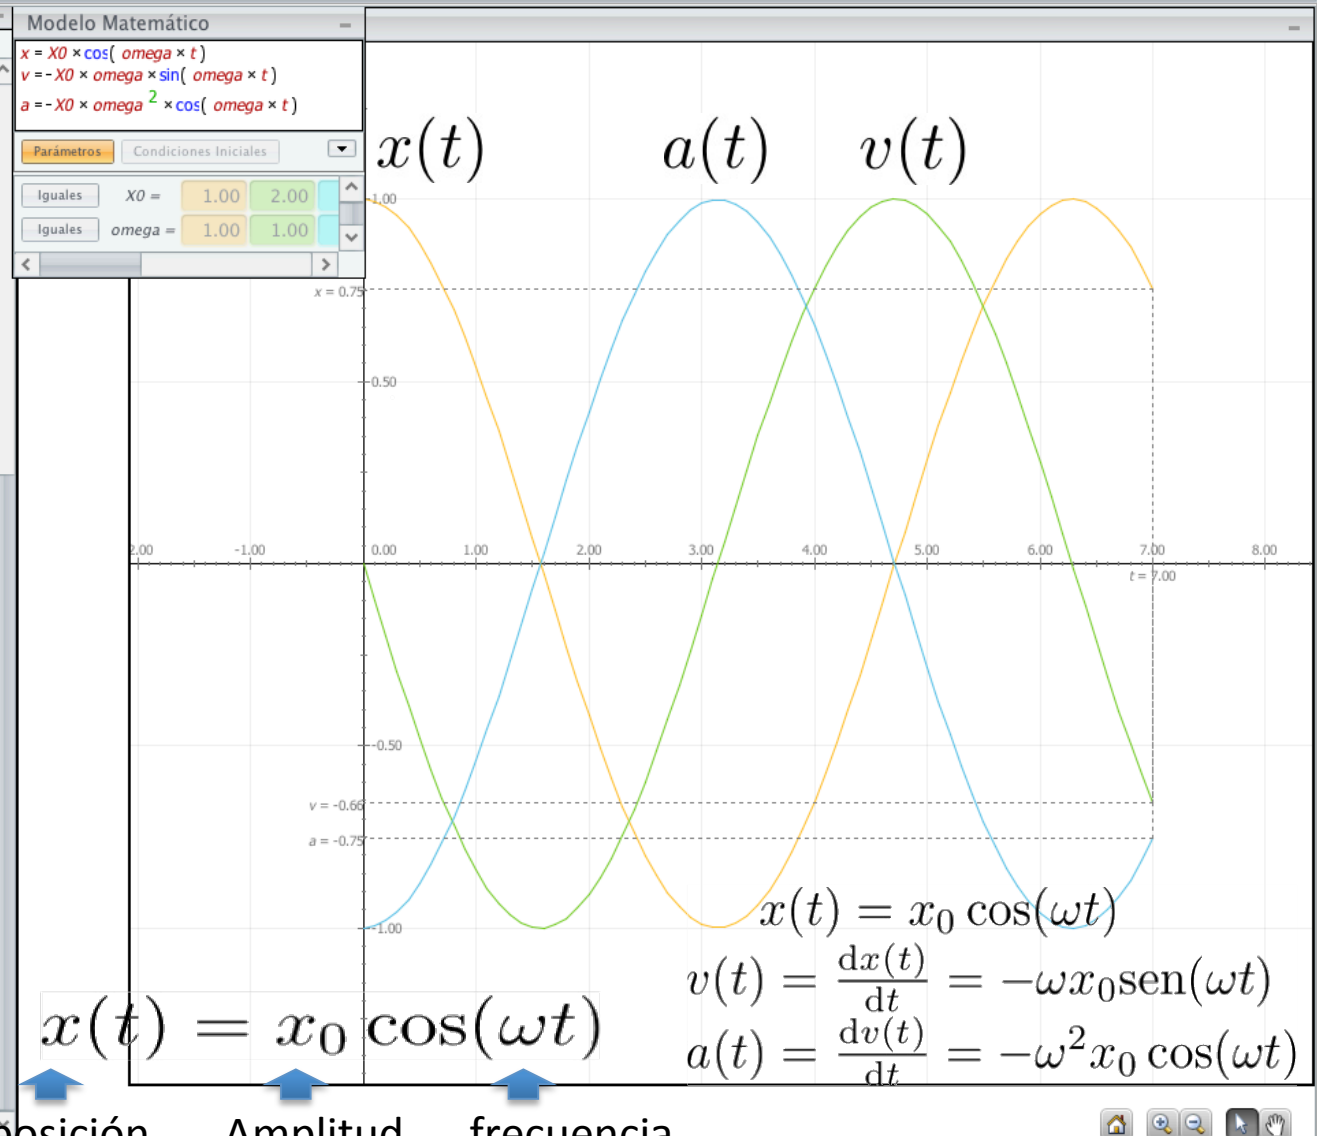 Modelo Matemático
x = X0 × cos( omega × t )
v = - X0 × omega × sin( omega × t )
a = - X0 × omega ² × cos( omega × t )
Parámetros Condiciones Iniciales
Iguales X0 = 1.00 2.00
Iguales omega = 1.00 1.00
x(t) a(t) v(t)
1.00
x = 0.75
0.50
2.00 -1.00 0.00 1.00 2.00 3.00 4.00 5.00 6.00 7.00 8.00
t = 7.00
-0.50
v = -0.66
a = -0.75
-1.00
x(t) = x₀ cos(ωt)
v(t) = dx(t)/dt = −ωx₀sen(ωt)
a(t) = dv(t)/dt = −ω²x₀ cos(ωt)
x(t) = x₀ cos(ωt)
posición Amplitud frecuencia